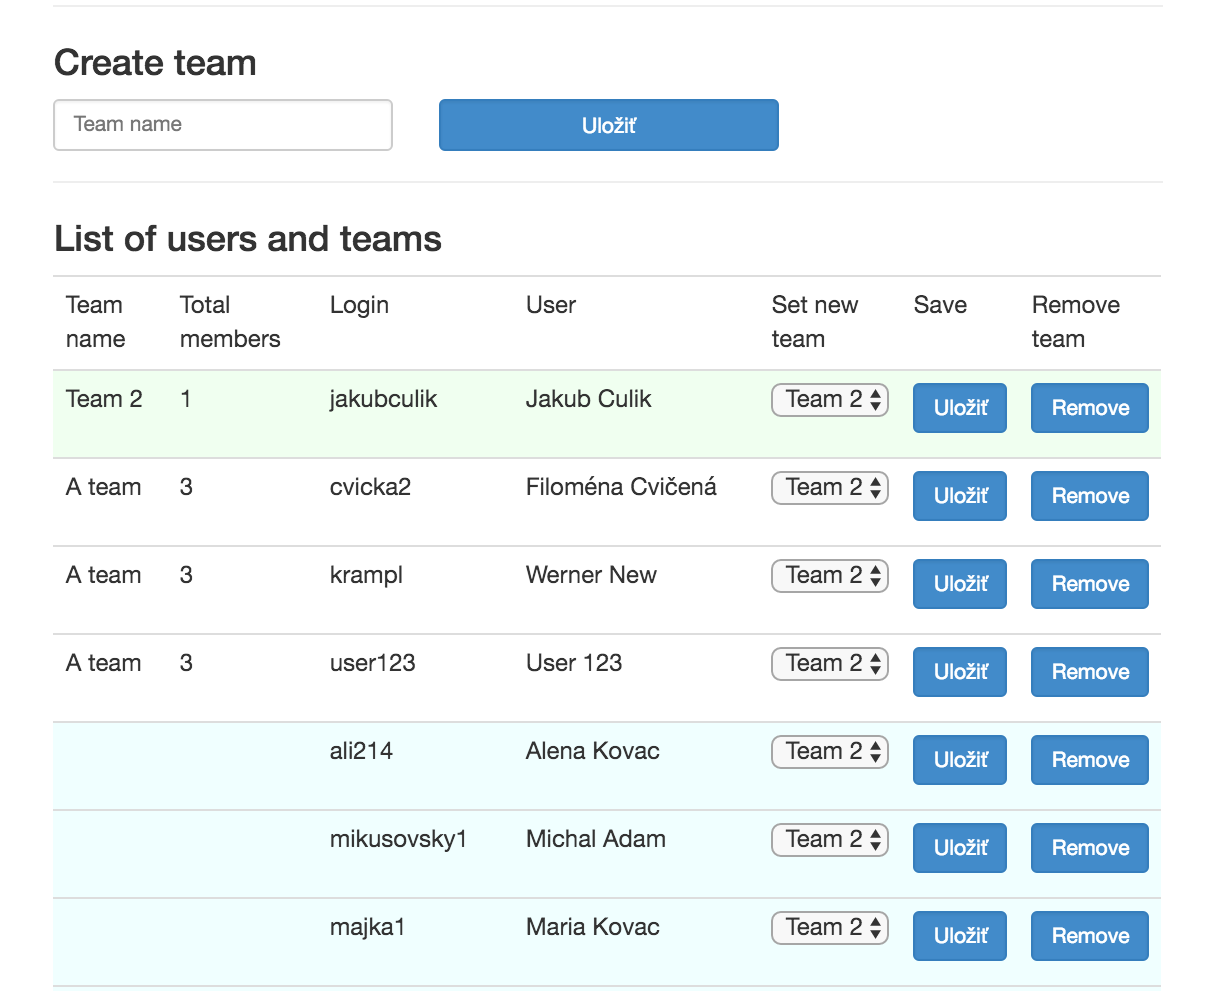 Create team
Team name
Uložiť
List of users and teams
Team name Total members Login User Set new team Save Remove team
Team 2 1 jakubculik Jakub Culik Team 2 Uložiť Remove
A team 3 cvicka2 Filoména Cvičená Team 2 Uložiť Remove
A team 3 krampl Werner New Team 2 Uložiť Remove
A team 3 user123 User 123 Team 2 Uložiť Remove
ali214 Alena Kovac Team 2 Uložiť Remove
mikusovsky1 Michal Adam Team 2 Uložiť Remove
majka1 Maria Kovac Team 2 Uložiť Remove